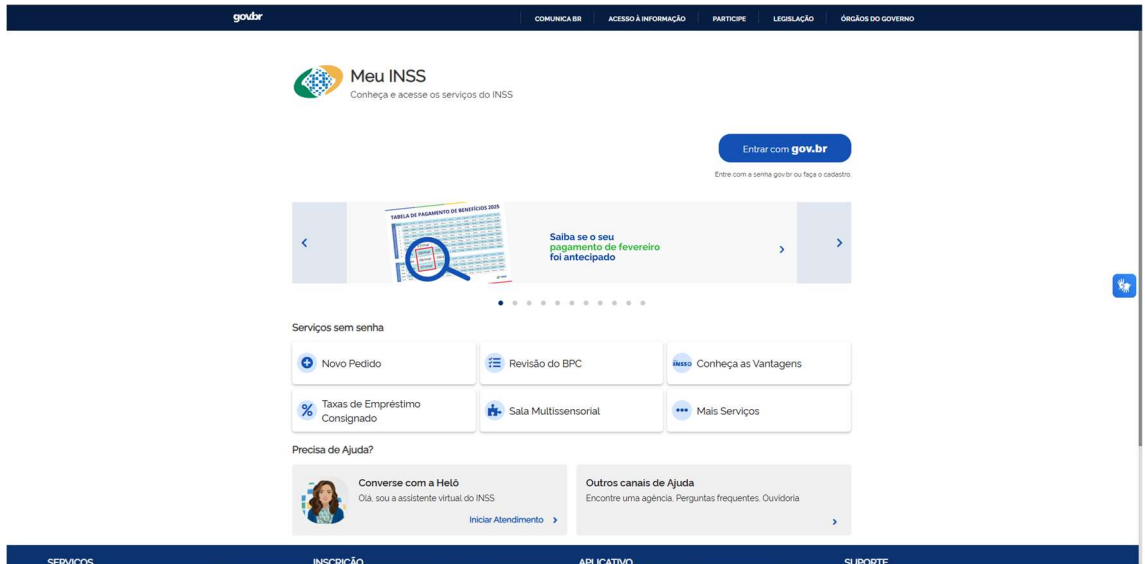 gov.br
COMUNICA BR
ACESSO À INFORMAÇÃO
PARTICIPE
LEGISLAÇÃO
ÓRGÃOS DO GOVERNO
Meu INSS
Conheça e acesse os serviços do INSS
Entrar com gov.br
Entre com a senha gov.br ou faça o cadastro.
TABELA DE PAGAMENTO DE BENEFÍCIOS 2025
Saiba se o seu
pagamento de fevereiro
foi antecipado
Serviços sem senha
Novo Pedido
Revisão do BPC
INSS+ Conheça as Vantagens
Taxas de Empréstimo
Consignado
Sala Multissensorial
Mais Serviços
Precisa de Ajuda?
Converse com a Helô
Olá, sou a assistente virtual do INSS
Iniciar Atendimento
Outros canais de Ajuda
Encontre uma agência, Perguntas frequentes, Ouvidoria
SERVIÇOS
INSCRIÇÃO
APLICATIVO
SUPORTE